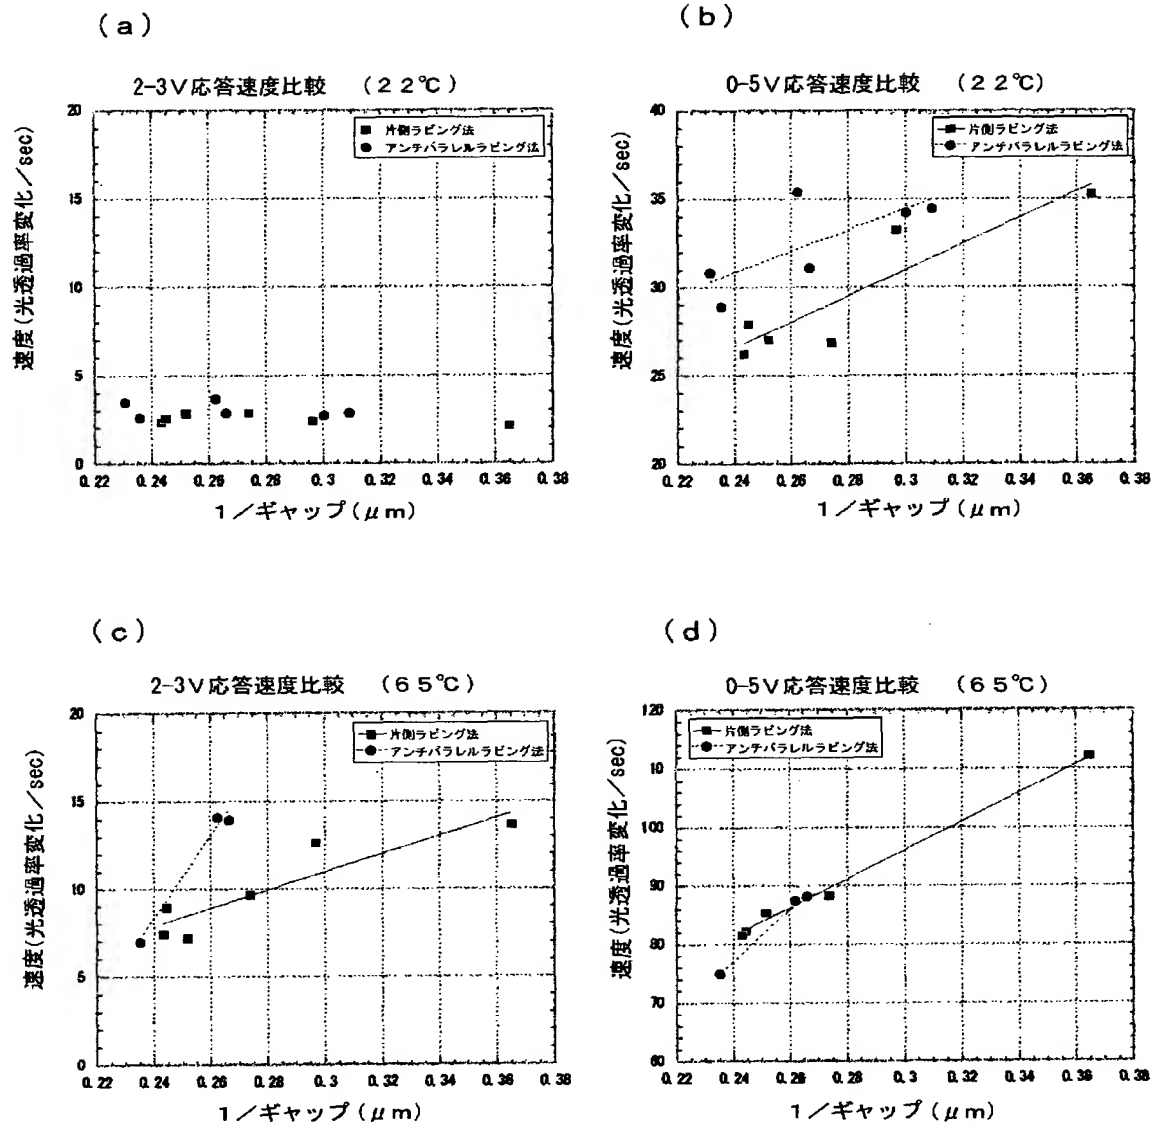 (a)
2-3V応答速度比較 (22℃)
速度(光透過率変化/sec)
20
15
10
5
0
■ 片側ラビング法
● アンチパラレルラビング法
0.22 0.24 0.26 0.28 0.3 0.32 0.34 0.36 0.38
1/ギャップ(μm)
(b)
0-5V応答速度比較 (22℃)
速度(光透過率変化/sec)
40
35
30
25
20
片側ラビング法
アンチパラレルラビング法
0.22 0.24 0.26 0.28 0.3 0.32 0.34 0.36 0.38
1/ギャップ(μm)
(c)
2-3V応答速度比較 (65℃)
速度(光透過率変化/sec)
20
15
10
5
0
片側ラビング法
アンチパラレルラビング法
0.22 0.24 0.26 0.28 0.3 0.32 0.34 0.36 0.38
1/ギャップ(μm)
(d)
0-5V応答速度比較 (65℃)
速度(光透過率変化/sec)
120
110
100
90
80
70
60
片側ラビング法
アンチパラレルラビング法
0.22 0.24 0.26 0.28 0.3 0.32 0.34 0.36 0.38
1/ギャップ(μm)